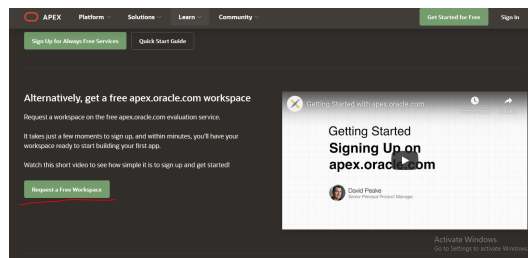 APEX Platform Solutions Learn Community Get Started for Free Sign In
Sign Up for Always Free Services Quick Start Guide
Alternatively, get a free apex.oracle.com workspace
Request a workspace on the free apex.oracle.com evaluation service.
It takes just a few moments to sign up, and within minutes, you'll have your
workspace ready to start building your first app.
Watch this short video to see how simple it is to sign up and get started!
Request a Free Workspace
Getting Started with apex.oracle.com
Getting Started
Signing Up on
apex.oracle.com
David Peake
Senior Principal Product Manager
Activate Windows
Go to Settings to activate Windows.